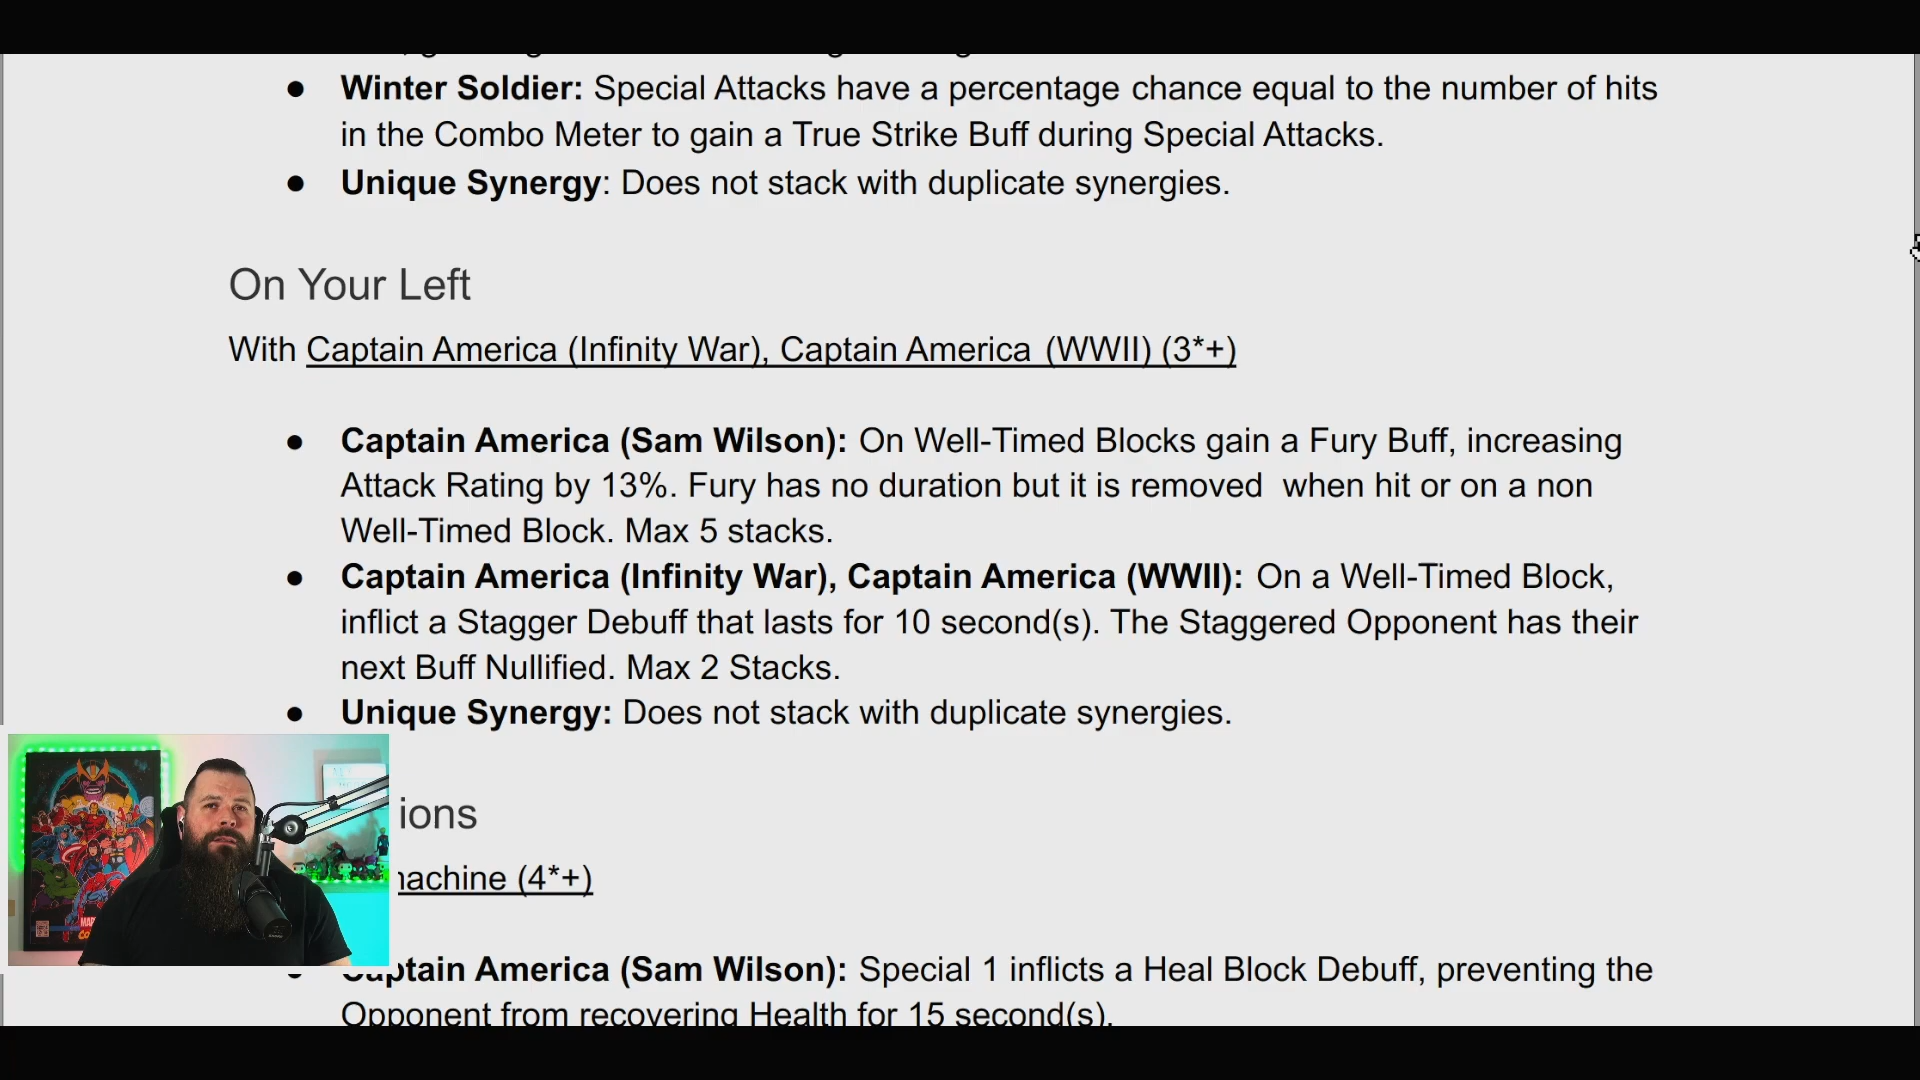 Winter Soldier: Special Attacks have a percentage chance equal to the number of hits
in the Combo Meter to gain a True Strike Buff during Special Attacks.
Unique Synergy: Does not stack with duplicate synergies.
On Your Left
With Captain America (Infinity War), Captain America (WWII) (3*+)
Captain America (Sam Wilson): On Well-Timed Blocks gain a Fury Buff, increasing
Attack Rating by 13%. Fury has no duration but it is removed when hit or on a non
Well-Timed Block. Max 5 stacks.
Captain America (Infinity War), Captain America (WWII): On a Well-Timed Block,
inflict a Stagger Debuff that lasts for 10 second(s). The Staggered Opponent has their
next Buff Nullified. Max 2 Stacks.
Unique Synergy: Does not stack with duplicate synergies.
ions
achine (4*+)
Captain America (Sam Wilson): Special 1 inflicts a Heal Block Debuff, preventing the
Opponent from recovering Health for 15 second(s).